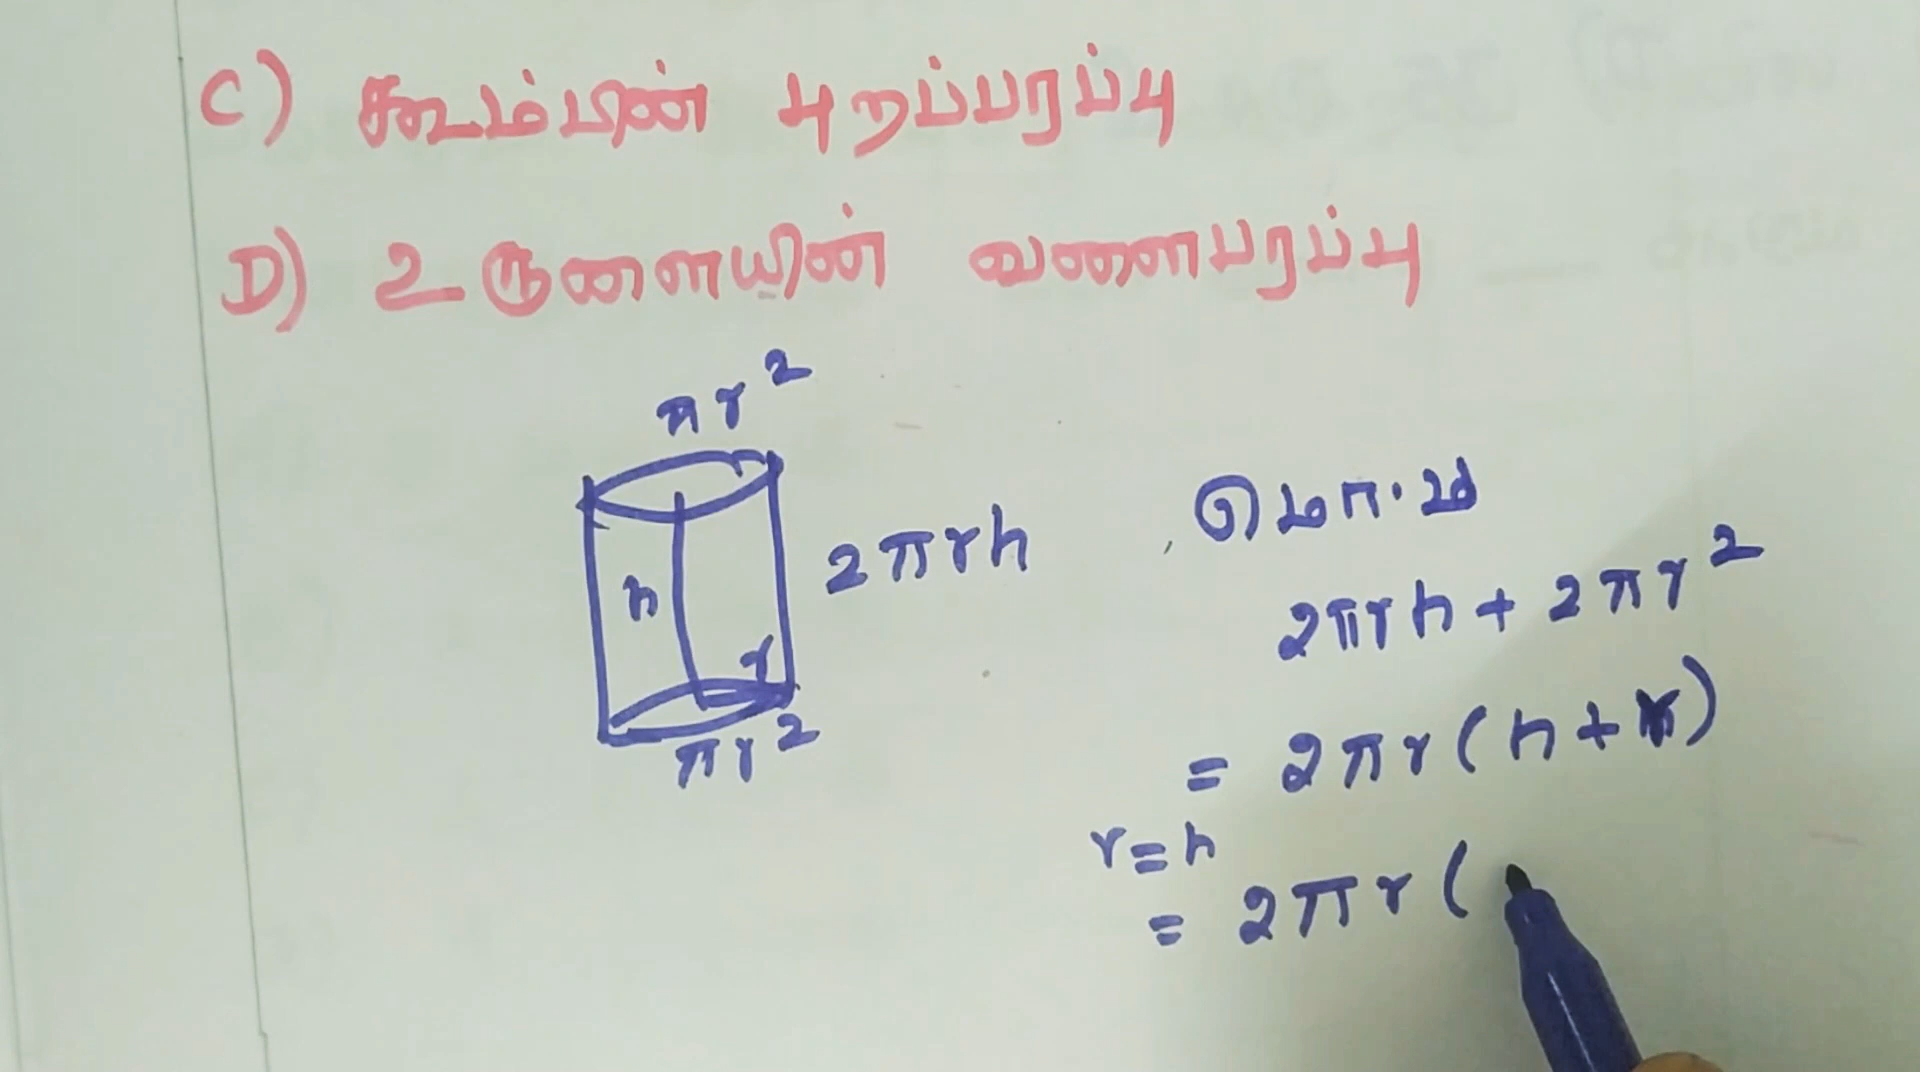 C) கூம்பின் புறப்பரப்பு
D) உருளையின் வளைபரப்பு
πr²
h
r
2πrh
πr²
மொ.ப
2πrh + 2πr²
= 2πr(h+r)
r=h
= 2πr(